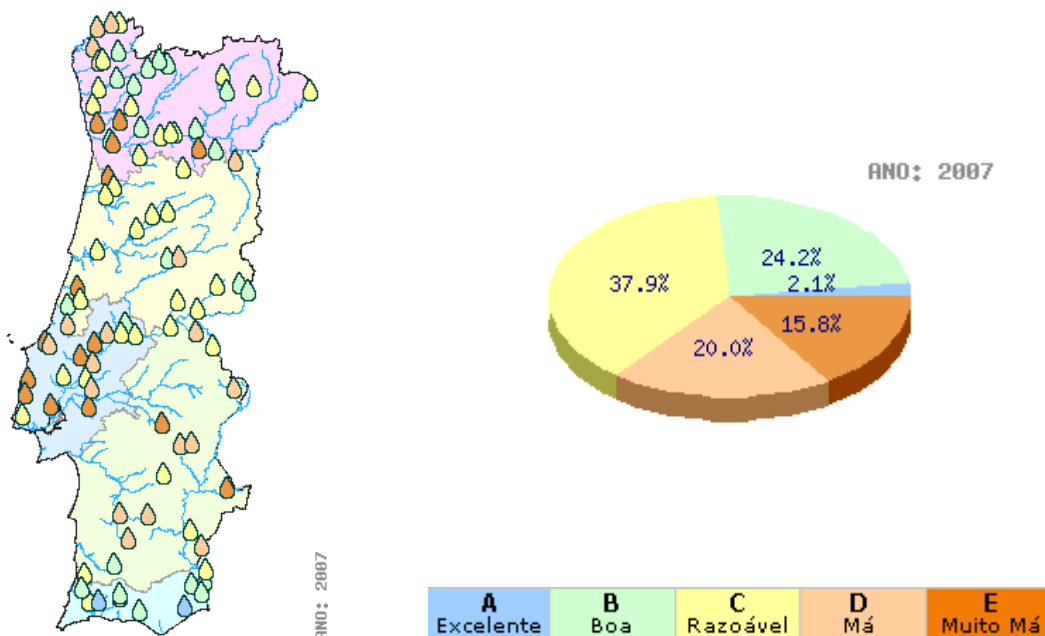 ANO: 2007
24.2%
2.1%
37.9%
15.8%
20.0%
ANO: 2007
A
Excelente
B
Boa
C
Razoável
D
Má
E
Muito Má